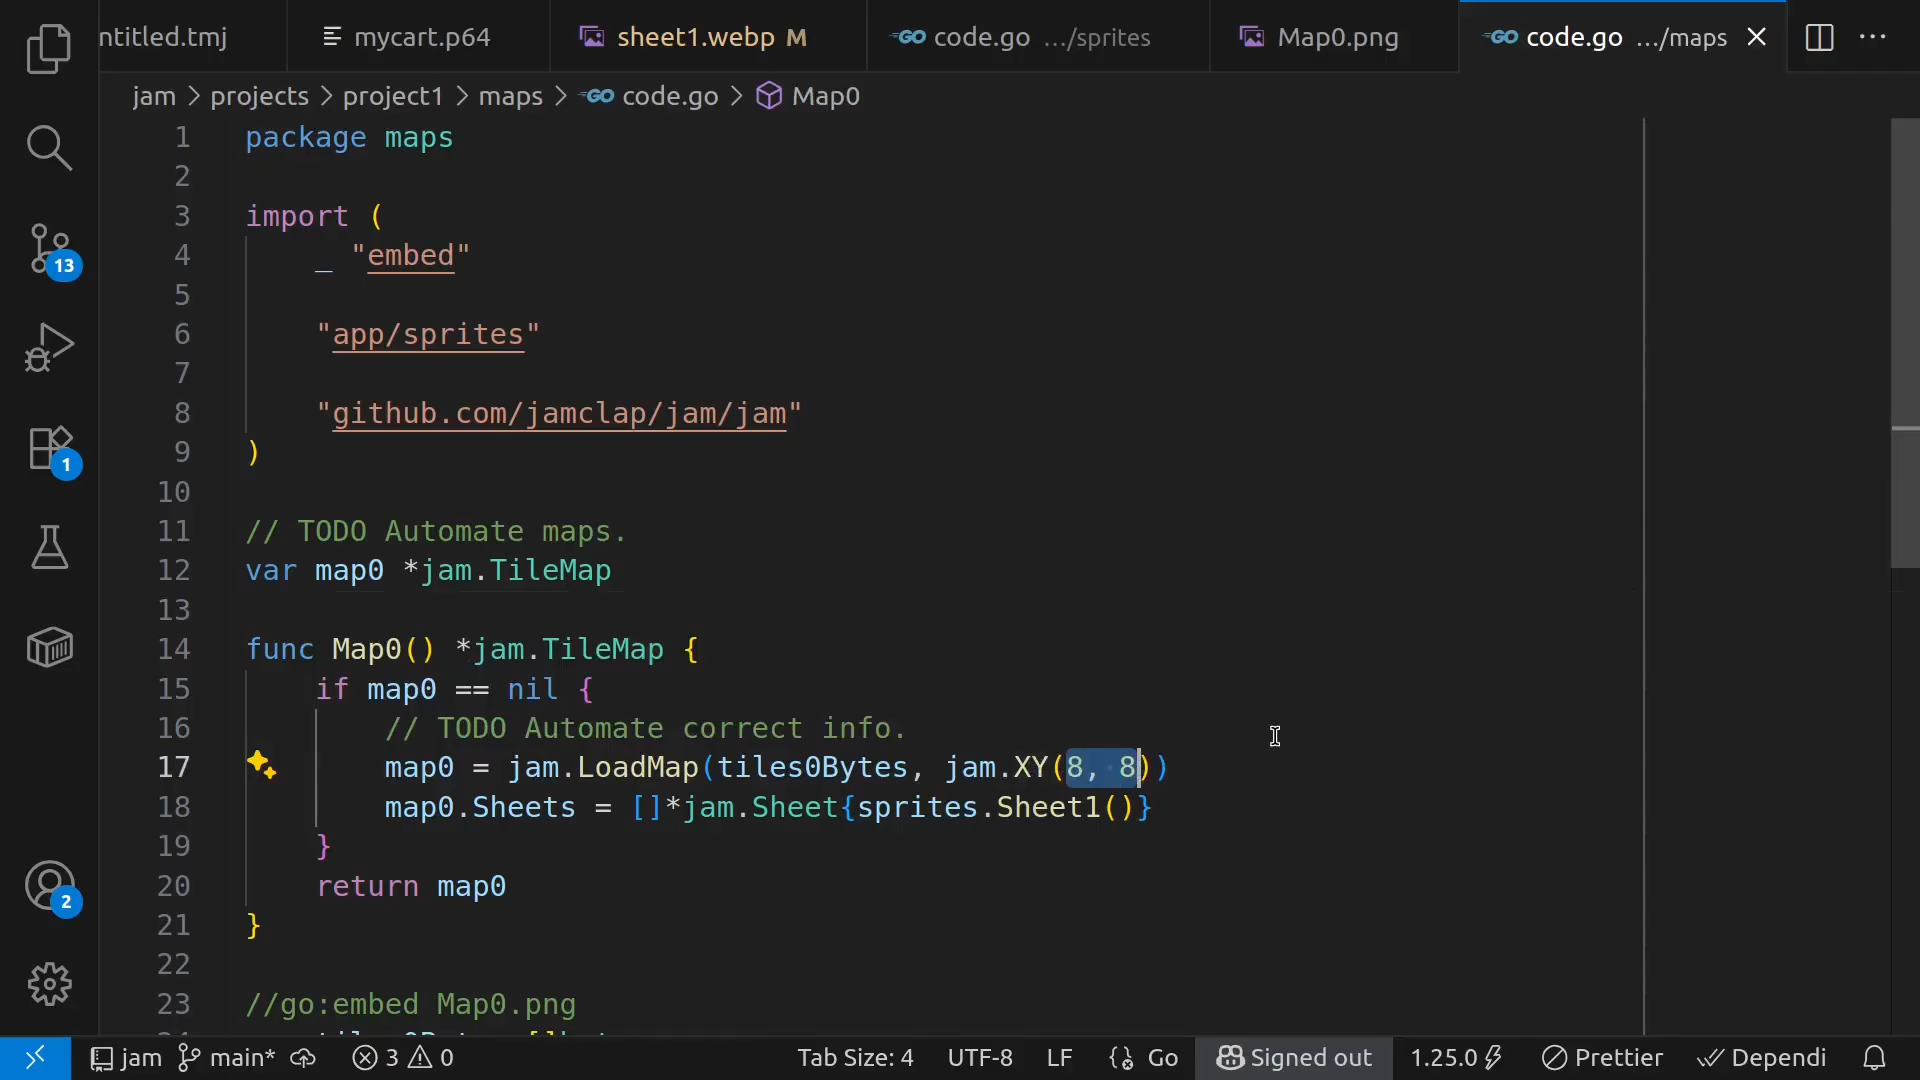 ntitled.tmj mycart.p64 sheet1.webp M code.go .../sprites Map0.png code.go .../maps
jam > projects > project1 > maps > code.go > Map0
1 package maps
2
3 import (
4 _ "embed"
5
6 "app/sprites"
7
8 "github.com/jamclap/jam/jam"
9 )
10
11 // TODO Automate maps.
12 var map0 *jam.TileMap
13
14 func Map0() *jam.TileMap {
15 if map0 == nil {
16 // TODO Automate correct info.
17 map0 = jam.LoadMap(tiles0Bytes, jam.XY(8, 8))
18 map0.Sheets = []*jam.Sheet{sprites.Sheet1()}
19 }
20 return map0
21 }
22
23 //go:embed Map0.png
13
1
2
jam main* 3 0 Tab Size: 4 UTF-8 LF {} Go Signed out 1.25.0 Prettier Dependi